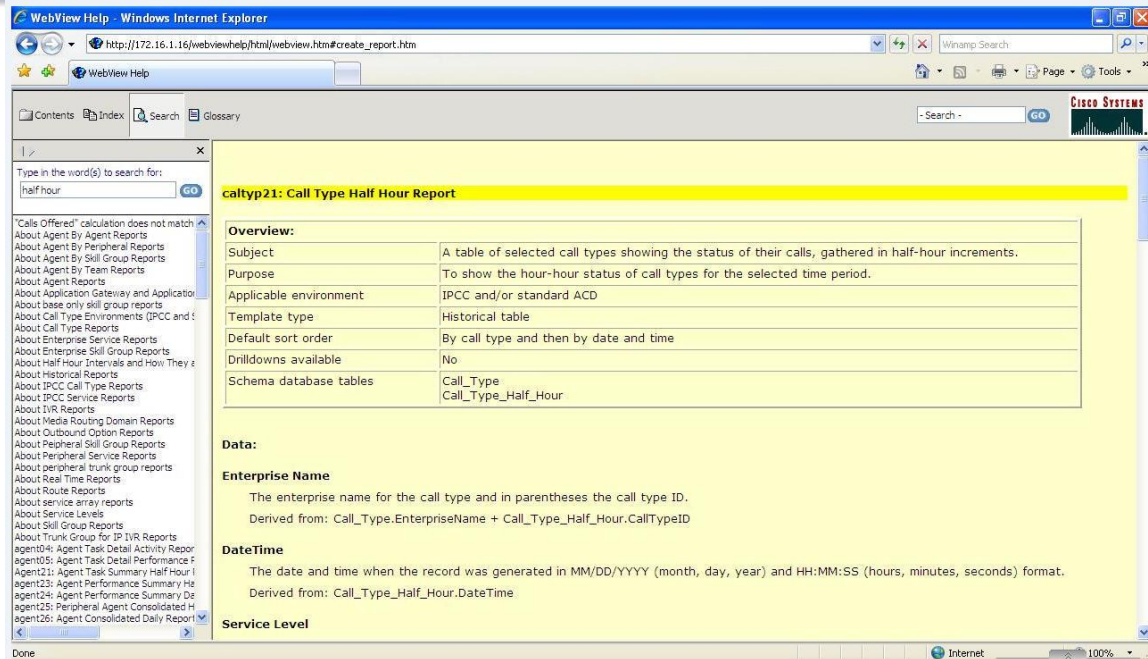 WebView Help - Windows Internet Explorer
http://172.16.1.16/webviewhelp/html/webview.htm#create_report.htm
Winamp Search
WebView Help
Page
Tools
Contents
Index
Search
Glossary
- Search -
GO
CISCO SYSTEMS
Type in the word(s) to search for:
half hour
GO
"Calls Offered" calculation does not match
About Agent By Agent Reports
About Agent By Peripheral Reports
About Agent By Skill Group Reports
About Agent By Team Reports
About Agent Reports
About Application Gateway and Application
About base only skill group reports
About Call Type Environments (IPCC and S
About Call Type Reports
About Enterprise Service Reports
About Enterprise Skill Group Reports
About Half Hour Intervals and How They a
About Historical Reports
About IPCC Call Type Reports
About IPCC Service Reports
About IVR Reports
About Media Routing Domain Reports
About Outbound Option Reports
About Peipheral Skill Group Reports
About Peripheral Service Reports
About peripheral trunk group reports
About Real Time Reports
About Route Reports
About service array reports
About Service Levels
About Skill Group Reports
About Trunk Group for IP IVR Reports
agent04: Agent Task Detail Activity Repor
agent05: Agent Task Detail Performance R
Agent21: Agent Task Summary Half Hour
agent23: Agent Performance Summary Ha
agent24: Agent Performance Summary Da
agent25: Peripheral Agent Consolidated H
agent26: Agent Consolidated Daily Report
caltyp21: Call Type Half Hour Report
Overview:
Subject A table of selected call types showing the status of their calls, gathered in half-hour increments.
Purpose To show the hour-hour status of call types for the selected time period.
Applicable environment IPCC and/or standard ACD
Template type Historical table
Default sort order By call type and then by date and time
Drilldowns available No
Schema database tables Call_Type
Call_Type_Half_Hour
Data:
Enterprise Name
The enterprise name for the call type and in parentheses the call type ID.
Derived from: Call_Type.EnterpriseName + Call_Type_Half_Hour.CallTypeID
DateTime
The date and time when the record was generated in MM/DD/YYYY (month, day, year) and HH:MM:SS (hours, minutes, seconds) format.
Derived from: Call_Type_Half_Hour.DateTime
Service Level
Done
Internet
100%